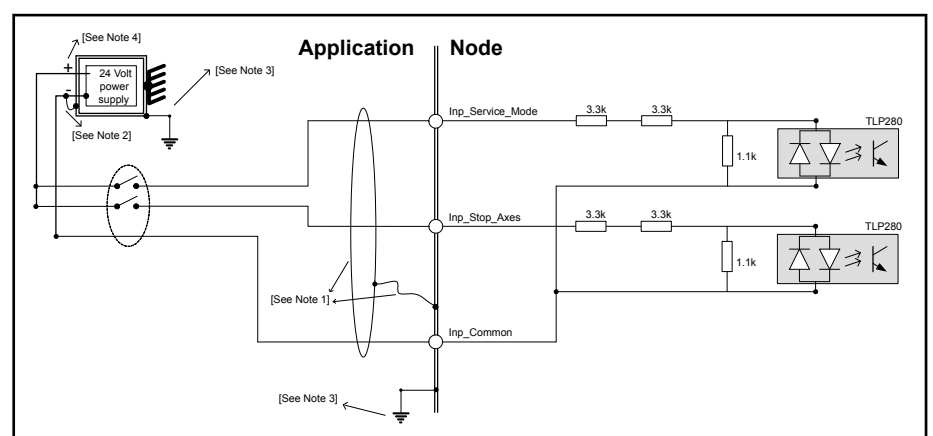 [See Note 4]
Application
Node
+
24 Volt
power
supply
-
[See Note 3]
[See Note 2]
Inp_Service_Mode
3.3k
3.3k
TLP280
1.1k
Inp_Stop_Axes
3.3k
3.3k
TLP280
1.1k
[See Note 1]
Inp_Common
[See Note 3]